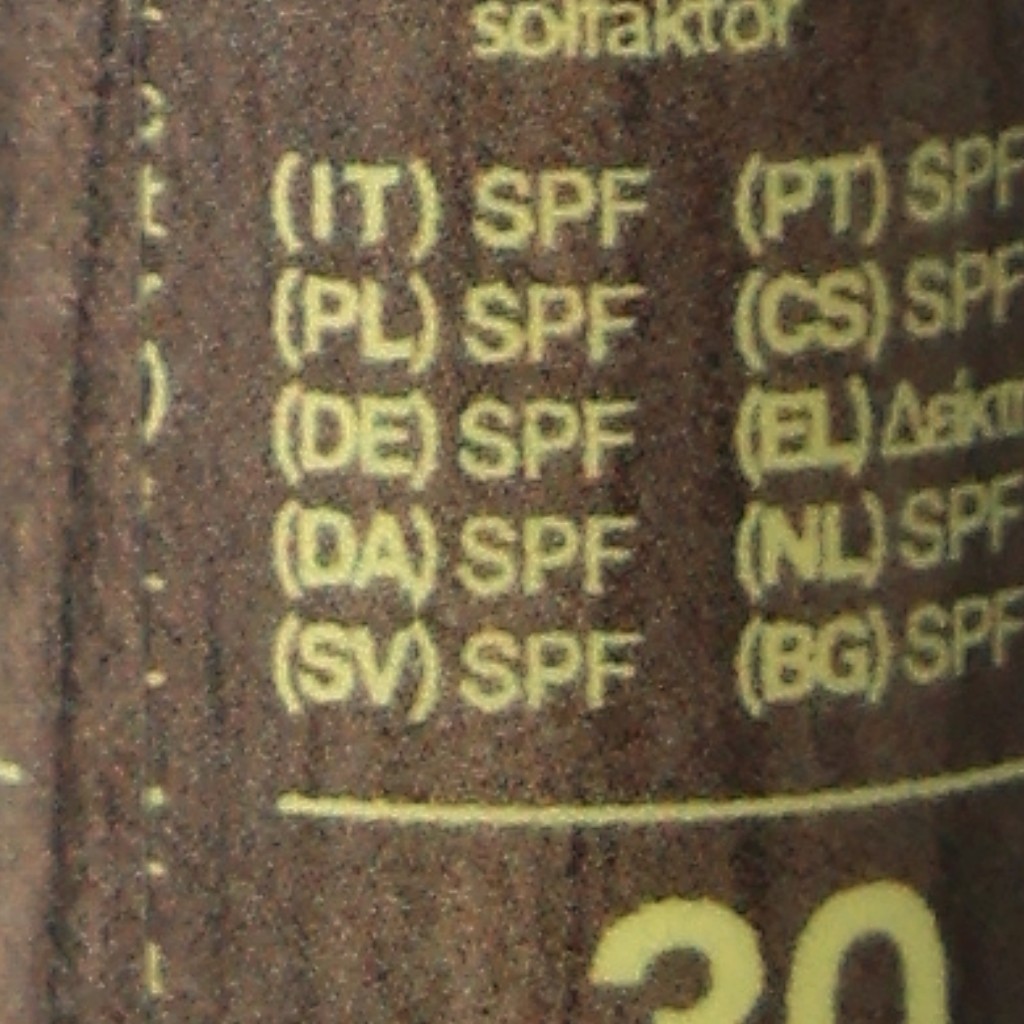 solfaktor
(IT) SPF (PT) SPF
(PL) SPF (CS) SPF
(DE) SPF (EL)
(DA) SPF (NL) SPF
(SV) SPF (BG) SPF